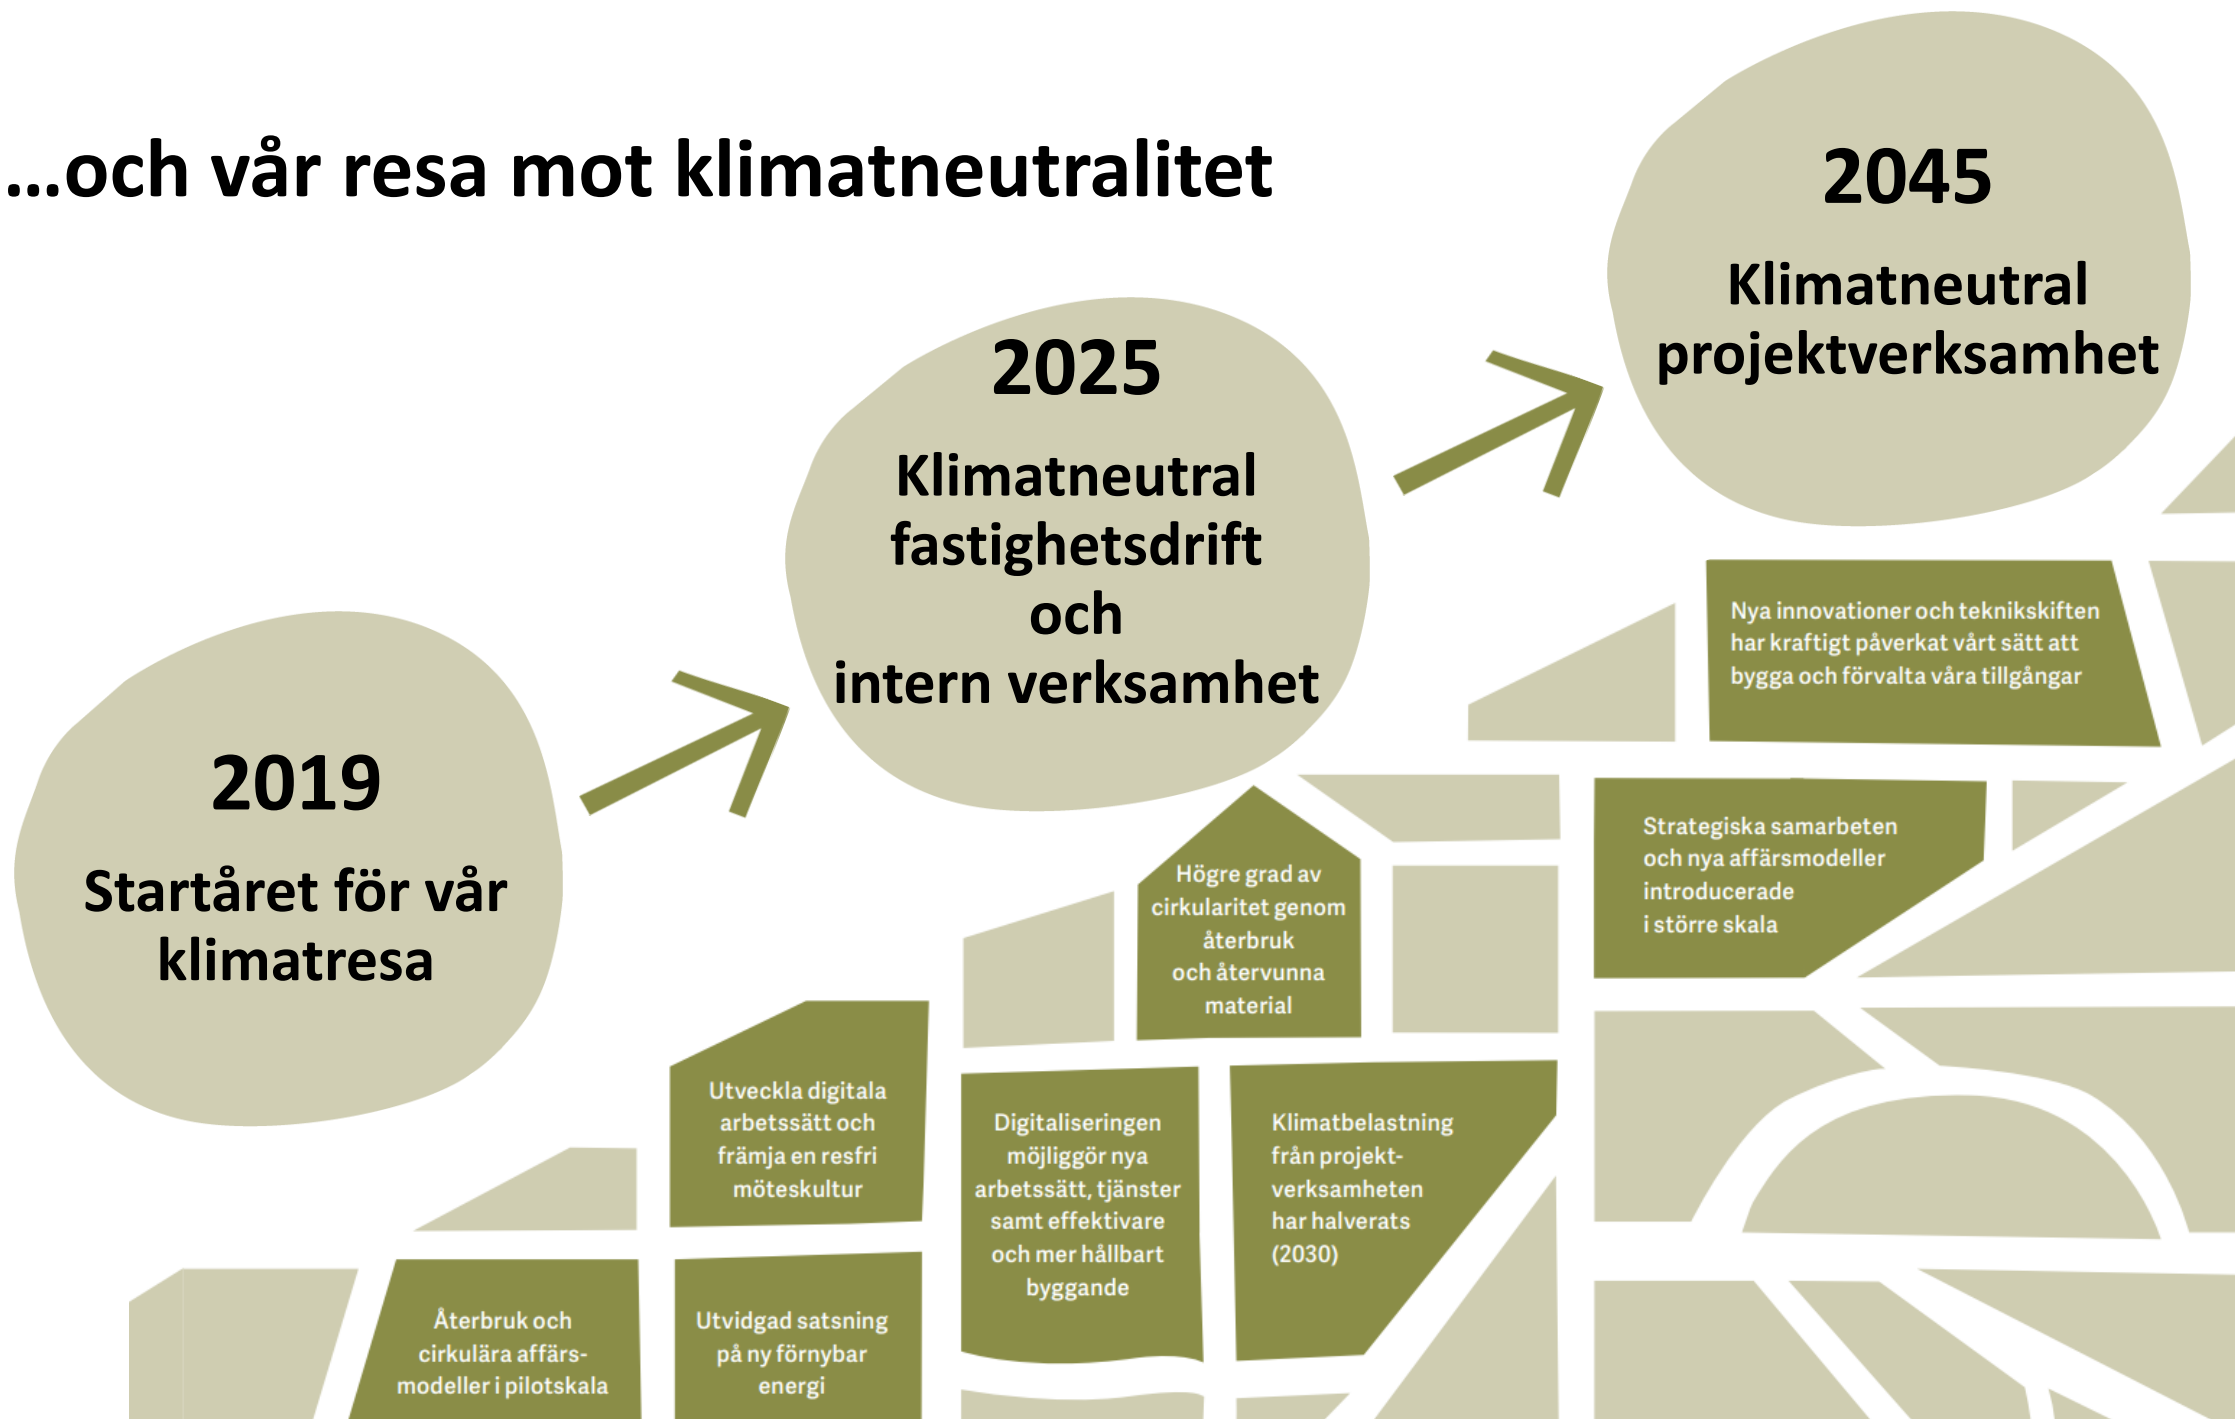 …och vår resa mot klimatneutralitet
2019
Startåret för vår
klimatresa
2025
Klimatneutral
fastighetsdrift
och
intern verksamhet
2045
Klimatneutral
projektverksamhet
Återbruk och
cirkulära affärs-
modeller i pilotskala
Utveckla digitala
arbetssätt och
främja en resfri
möteskultur
Utvidgad satsning
på ny förnybar
energi
Digitaliseringen
möjliggör nya
arbetssätt, tjänster
samt effektivare
och mer hållbart
byggande
Högre grad av
cirkularitet genom
återbruk
och återvunna
material
Klimatbelastning
från projekt-
verksamheten
har halverats
(2030)
Strategiska samarbeten
och nya affärsmodeller
introducerade
i större skala
Nya innovationer och teknikskiften
har kraftigt påverkat vårt sätt att
bygga och förvalta våra tillgångar